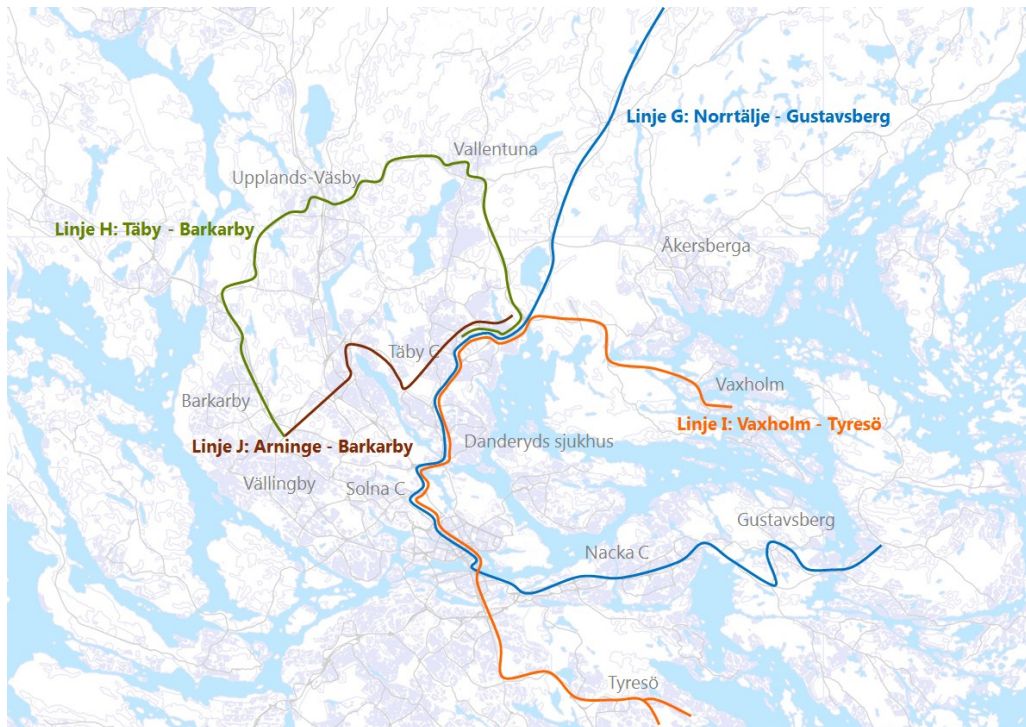 Linje G: Norrtälje - Gustavsberg
Vallentuna
Upplands-Väsby
Linje H: Täby - Barkarby
Åkersberga
Täby C
Vaxholm
Barkarby
Linje I: Vaxholm - Tyresö
Linje J: Arninge - Barkarby
Danderyds sjukhus
Vällingby
Solna C
Gustavsberg
Nacka C
Tyresö